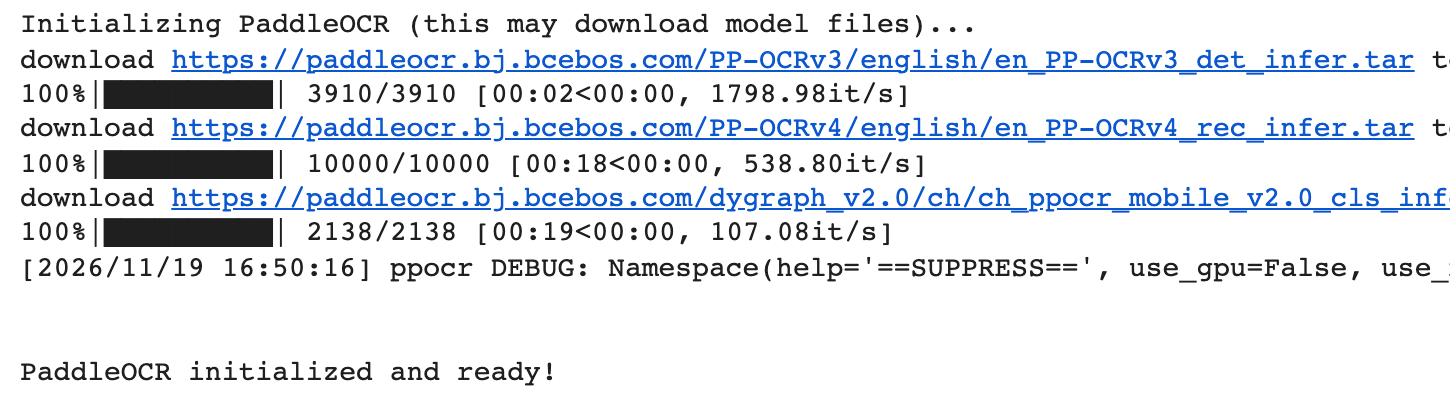 Initializing PaddleOCR (this may download model files)...
download https://paddleocr.bj.bcebos.com/PP-OCRv3/english/en_PP-OCRv3_det_infer.tar to
100%|██████████| 3910/3910 [00:02<00:00, 1798.98it/s]
download https://paddleocr.bj.bcebos.com/PP-OCRv4/english/en_PP-OCRv4_rec_infer.tar to
100%|██████████| 10000/10000 [00:18<00:00, 538.80it/s]
download https://paddleocr.bj.bcebos.com/dygraph_v2.0/ch/ch_ppocr_mobile_v2.0_cls_inf
100%|██████████| 2138/2138 [00:19<00:00, 107.08it/s]
[2026/11/19 16:50:16] ppocr DEBUG: Namespace(help='==SUPPRESS==', use_gpu=False, use_
PaddleOCR initialized and ready!